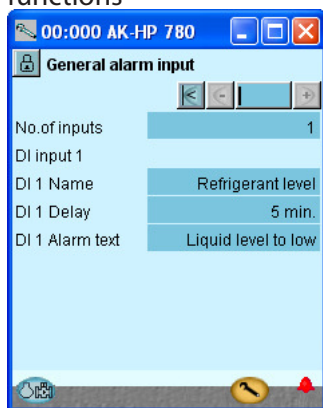 functions
00:000 AK-HP 780
General alarm input
No.of inputs 1
DI input 1
DI 1 Name Refrigerant level
DI 1 Delay 5 min.
DI 1 Alarm text Liquid level to low